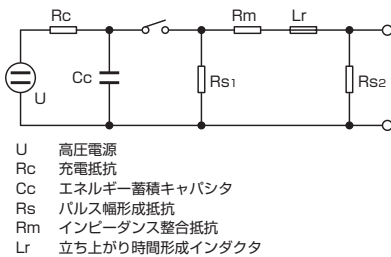 Rc
Rm
Lr
Cc
Rs1
Rs2
U
U 高圧電源
Rc 充電抵抗
Cc エネルギー蓄積キャパシタ
Rs パルス幅形成抵抗
Rm インピーダンス整合抵抗
Lr 立ち上がり時間形成インダクタ